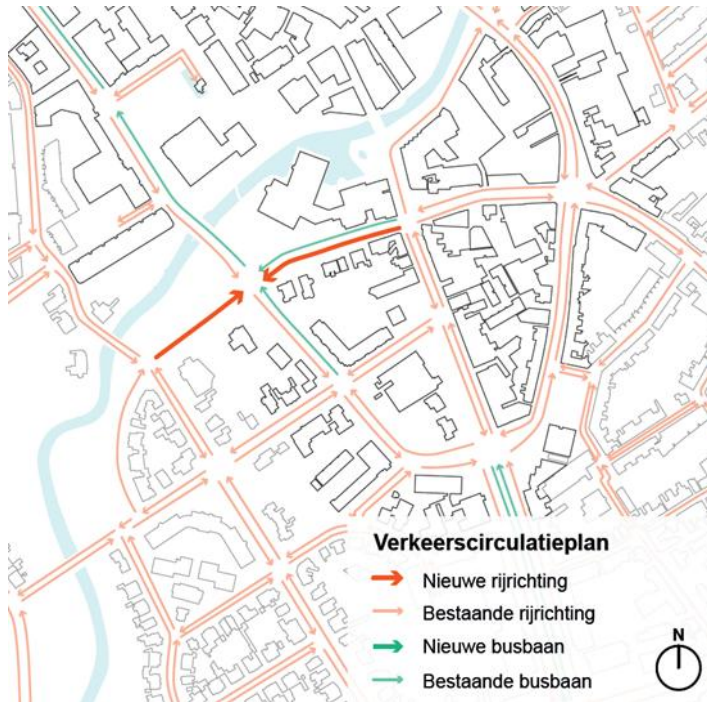 Verkeerscirculatieplan
Nieuwe rijrichting
Bestaande rijrichting
Nieuwe busbaan
Bestaande busbaan
N